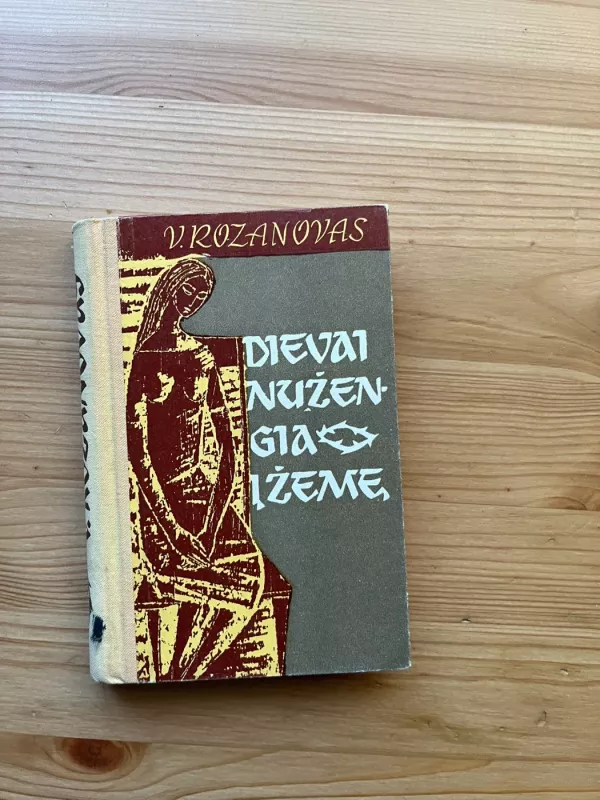 V. ROZANOVAS
DIEVAI
NUŽEN-
GIA
Į ŽEMĘ